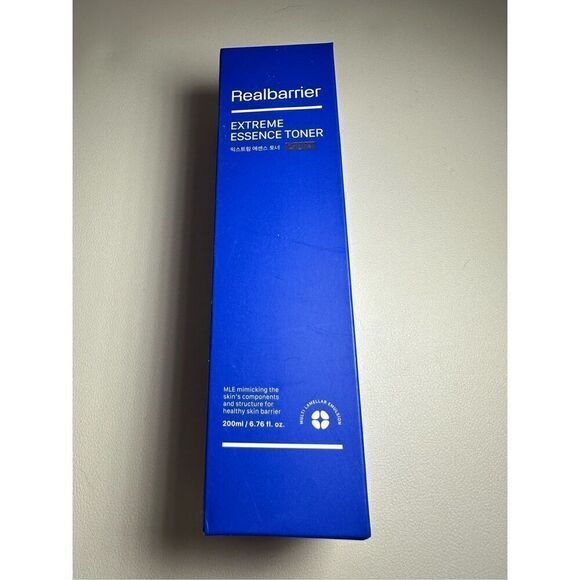 Realbarrier
EXTREME
ESSENCE TONER
익스트림 에센스 토너
MLE mimicking the
skin's components
and structure for
healthy skin barrier
200ml / 6.76 fl. oz.
MULTI LAMELLAR EMULSION